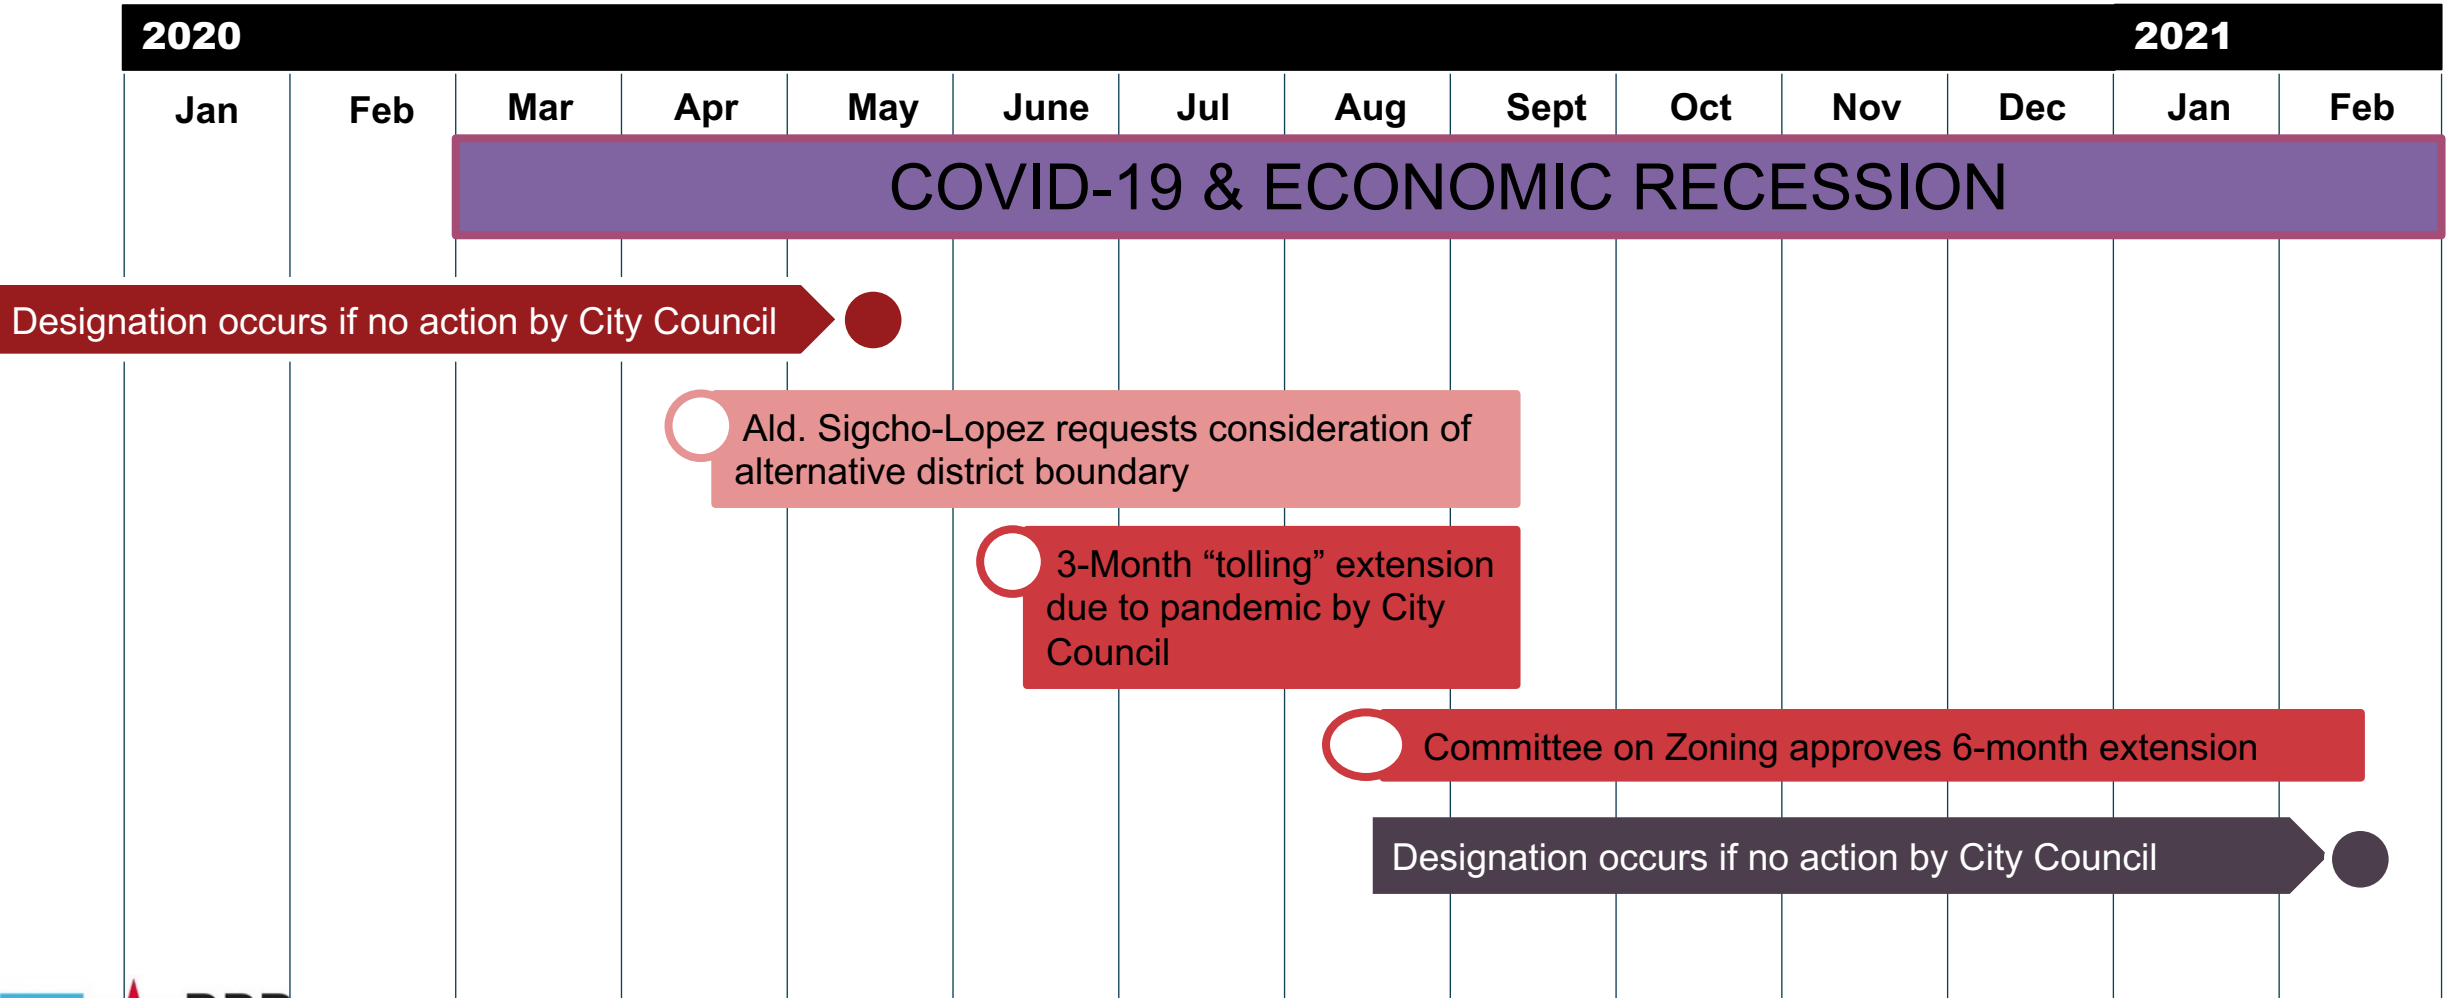 2020 2021
Jan Feb Mar Apr May June Jul Aug Sept Oct Nov Dec Jan Feb
COVID-19 & ECONOMIC RECESSION
Designation occurs if no action by City Council
Ald. Sigcho-Lopez requests consideration of
alternative district boundary
3-Month “tolling” extension
due to pandemic by City
Council
Committee on Zoning approves 6-month extension
Designation occurs if no action by City Council